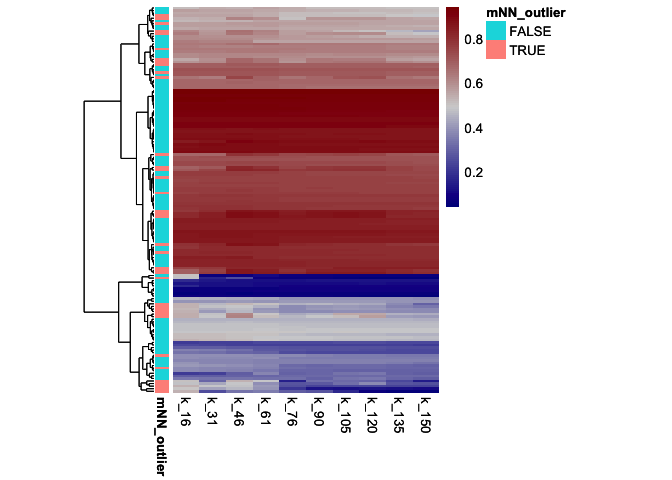 mNN_outlier
FALSE
TRUE
0.8
0.6
0.4
0.2
mNN_outlier
k_16
k_31
k_46
k_61
k_76
k_90
k_105
k_120
k_135
k_150